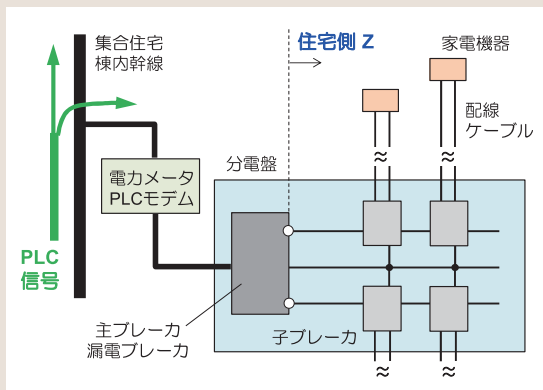 集合住宅
棟内幹線
住宅側 Z
家電機器
配線
ケーブル
電力メータ
PLCモデム
分電盤
PLC
信号
主ブレーカ
漏電ブレーカ
子ブレーカ